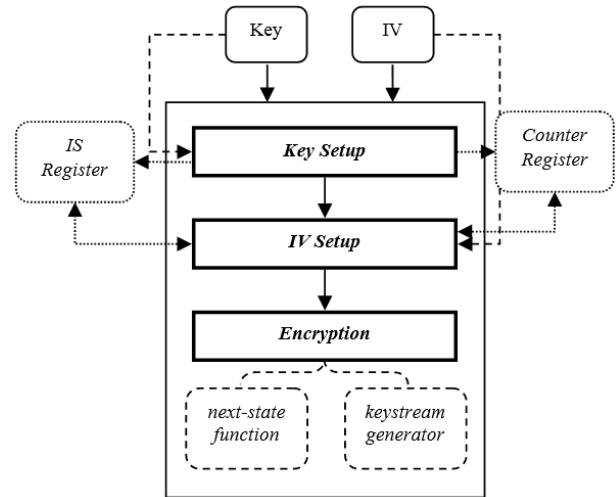 Key
IV
IS
Register
Key Setup
Counter
Register
IV Setup
Encryption
next-state
function
keystream
generator